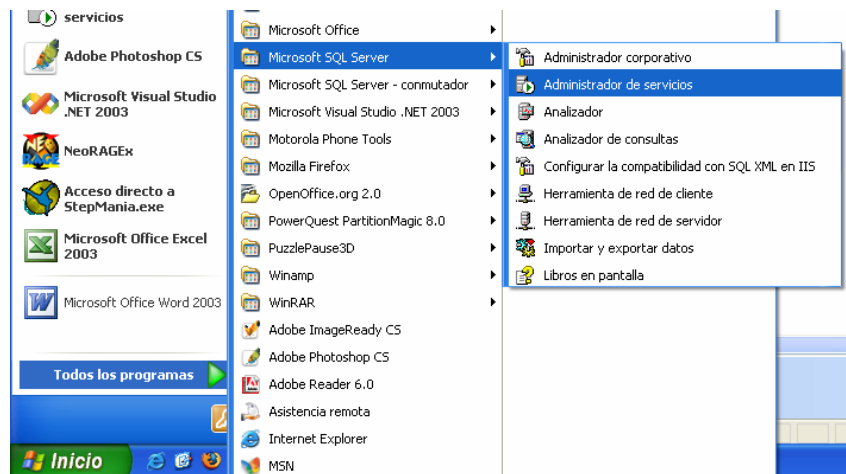 servicios
Adobe Photoshop CS
Microsoft Visual Studio
.NET 2003
NeoRAGEx
Acceso directo a
StepMania.exe
Microsoft Office Excel
2003
Microsoft Office Word 2003
Todos los programas
Inicio
Microsoft Office
Microsoft SQL Server
Microsoft SQL Server - conmutador
Microsoft Visual Studio .NET 2003
Motorola Phone Tools
Mozilla Firefox
OpenOffice.org 2.0
PowerQuest PartitionMagic 8.0
PuzzlePause3D
Winamp
WinRAR
Adobe ImageReady CS
Adobe Photoshop CS
Adobe Reader 6.0
Asistencia remota
Internet Explorer
MSN
Administrador corporativo
Administrador de servicios
Analizador
Analizador de consultas
Configurar la compatibilidad con SQL XML en IIS
Herramienta de red de cliente
Herramienta de red de servidor
Importar y exportar datos
Libros en pantalla